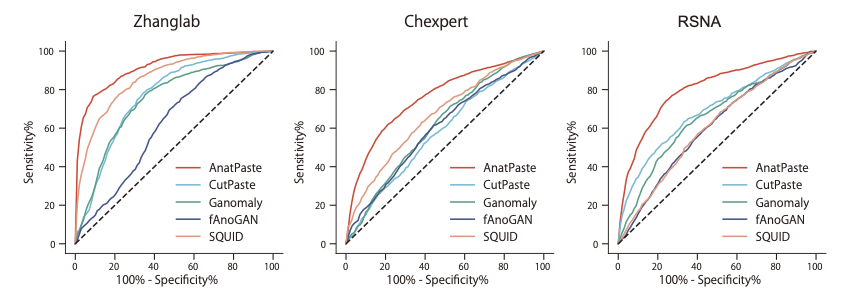 Zhanglab
Sensitivity%
100
80
60
40
20
0
AnatPaste
CutPaste
Ganomaly
fAnoGAN
SQUID
0 20 40 60 80 100
100% - Specificity%
Chexpert
Sensitivity%
100
80
60
40
20
0
AnatPaste
CutPaste
Ganomaly
fAnoGAN
SQUID
0 20 40 60 80 100
100% - Specificity%
RSNA
Sensitivity%
100
80
60
40
20
0
AnatPaste
CutPaste
Ganomaly
fAnoGAN
SQUID
0 20 40 60 80 100
100% - Specificity%